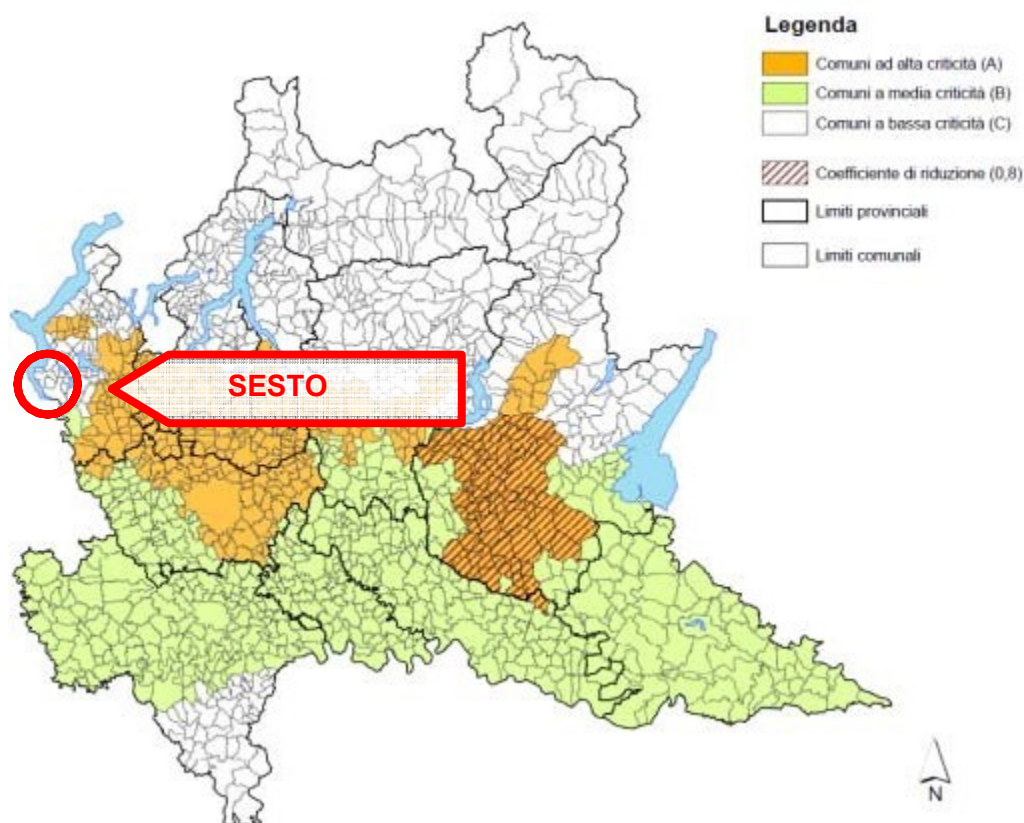 Legenda
Comuni ad alta criticità (A)
Comuni a media criticità (B)
Comuni a bassa criticità (C)
Coefficiente di riduzione (0,8)
Limiti provinciali
Limiti comunali
SESTO
N